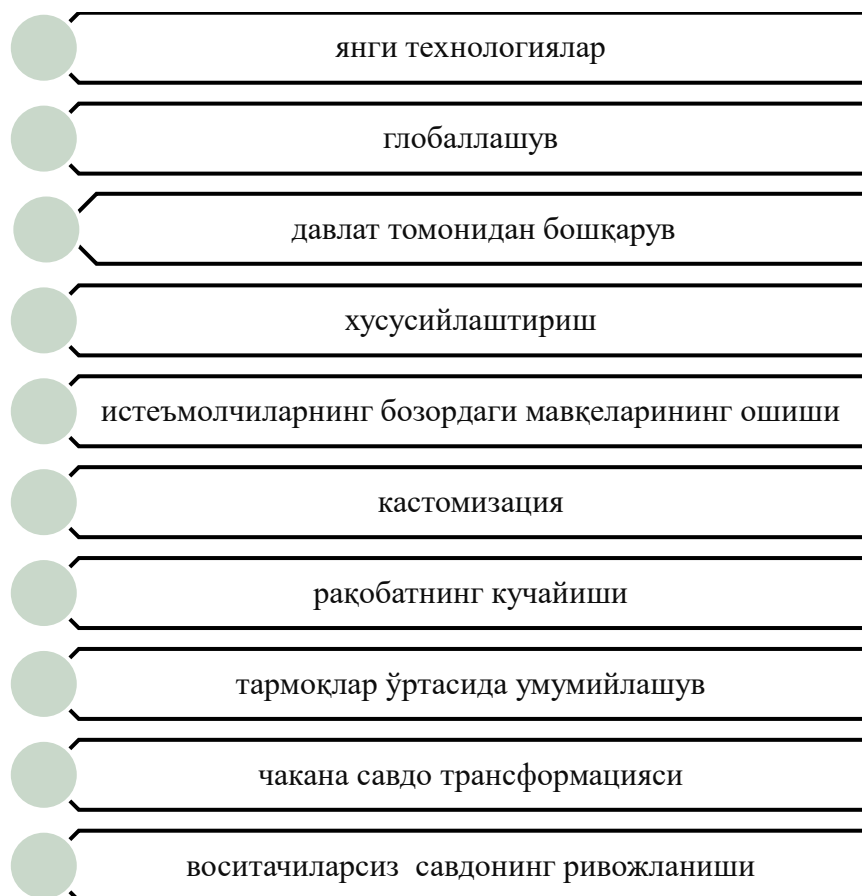 янги технологиялар
глобаллашув
давлат томонидан бошқарув
хусусийлаштириш
истеъмолчиларнинг бозордаги мавқеларининг ошиши
кастомизация
рақобатнинг кучайиши
тармоқлар ўртасида умумийлашув
чакана савдо трансформацияси
воситачиларсиз  савдонинг ривожланиши